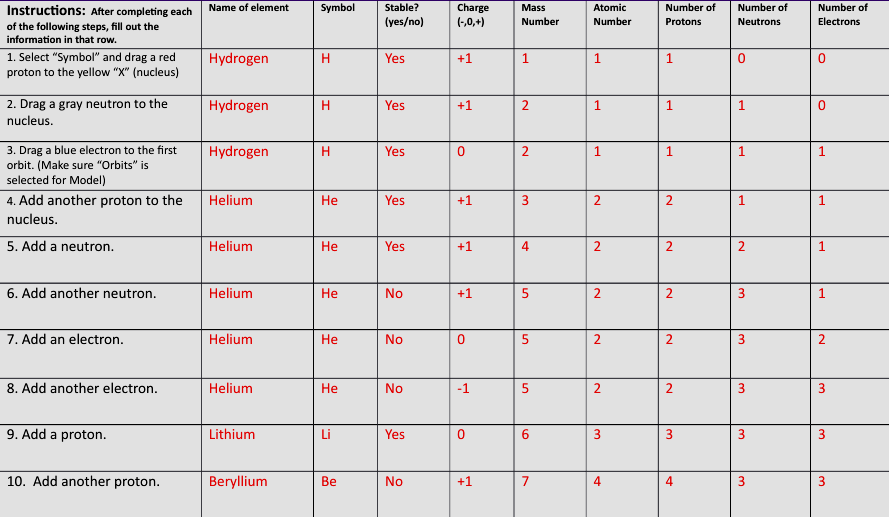 Instructions: After completing each
of the following steps, fill out the
information in that row.
Name of element
Symbol
Stable?
(yes/no)
Charge
(-,0,+)
Mass
Number
Atomic
Number
Number of
Protons
Number of
Neutrons
Number of
Electrons
1. Select “Symbol” and drag a red
proton to the yellow “X” (nucleus)
Hydrogen H Yes +1 1 1 1 0 0
2. Drag a gray neutron to the
nucleus.
Hydrogen H Yes +1 2 1 1 1 0
3. Drag a blue electron to the first
orbit. (Make sure “Orbits” is
selected for Model)
Hydrogen H Yes 0 2 1 1 1 1
4. Add another proton to the
nucleus.
Helium He Yes +1 3 2 2 1 1
5. Add a neutron. Helium He Yes +1 4 2 2 2 1
6. Add another neutron. Helium He No +1 5 2 2 3 1
7. Add an electron. Helium He No 0 5 2 2 3 2
8. Add another electron. Helium He No -1 5 2 2 3 3
9. Add a proton. Lithium Li Yes 0 6 3 3 3 3
10. Add another proton. Beryllium Be No +1 7 4 4 3 3